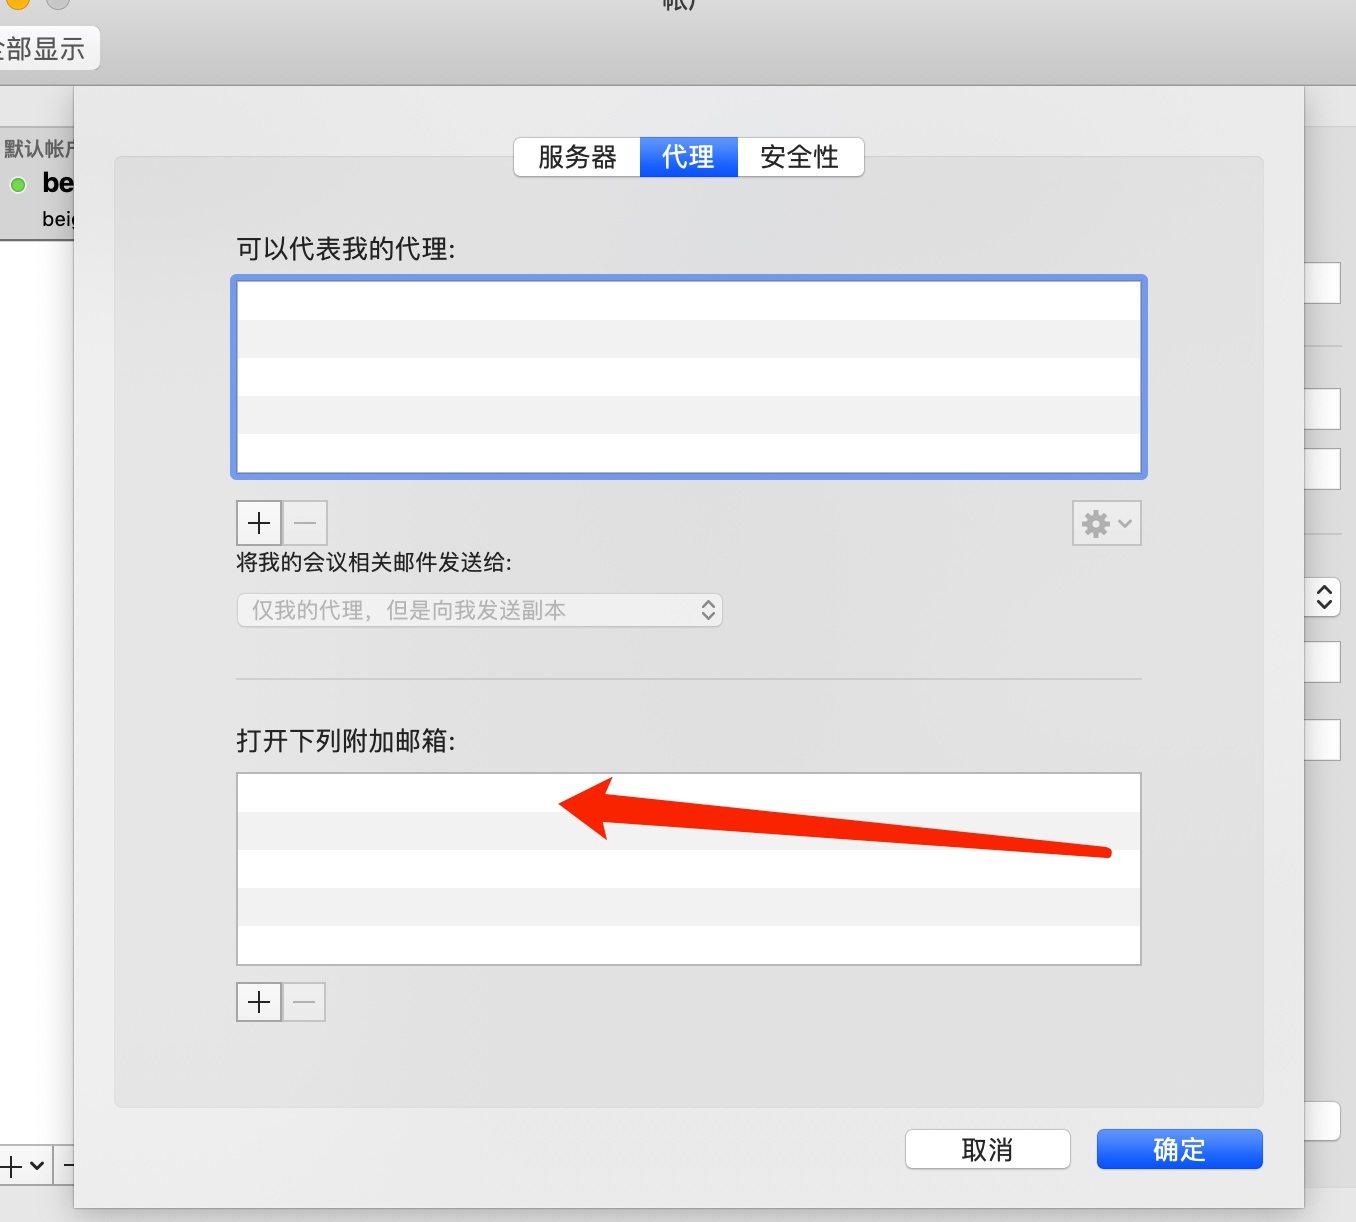 部显示
默认帐户
be
beig
服务器
代理
安全性
可以代表我的代理:
将我的会议相关邮件发送给:
仅我的代理，但是向我发送副本
打开下列附加邮箱:
取消
确定